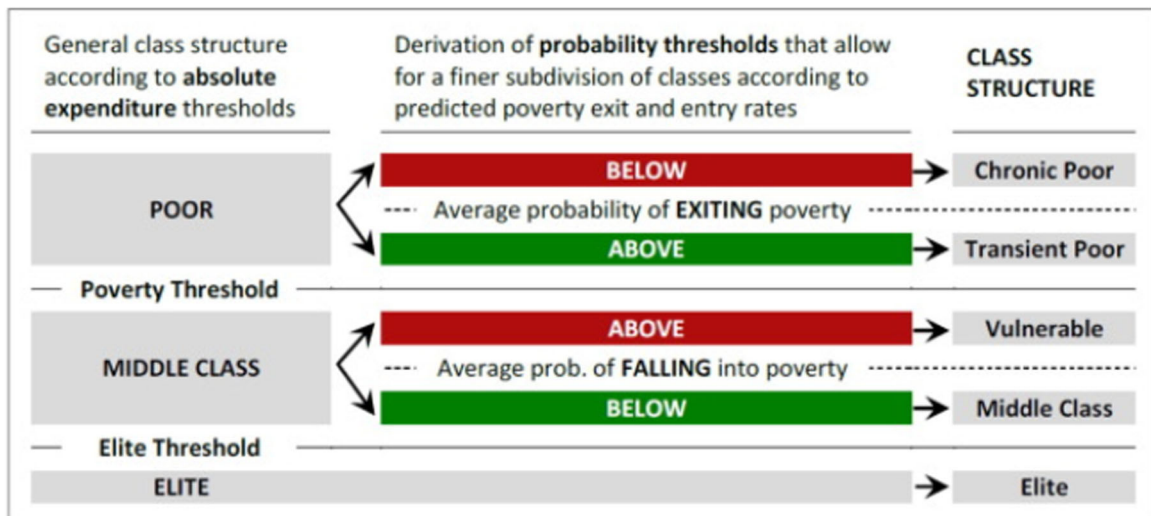 General class structure
according to absolute
expenditure thresholds
Derivation of probability thresholds that allow
for a finer subdivision of classes according to
predicted poverty exit and entry rates
CLASS
STRUCTURE
POOR
BELOW
Chronic Poor
Average probability of EXITING poverty
ABOVE
Transient Poor
Poverty Threshold
MIDDLE CLASS
ABOVE
Vulnerable
Average prob. of FALLING into poverty
BELOW
Middle Class
Elite Threshold
ELITE
Elite